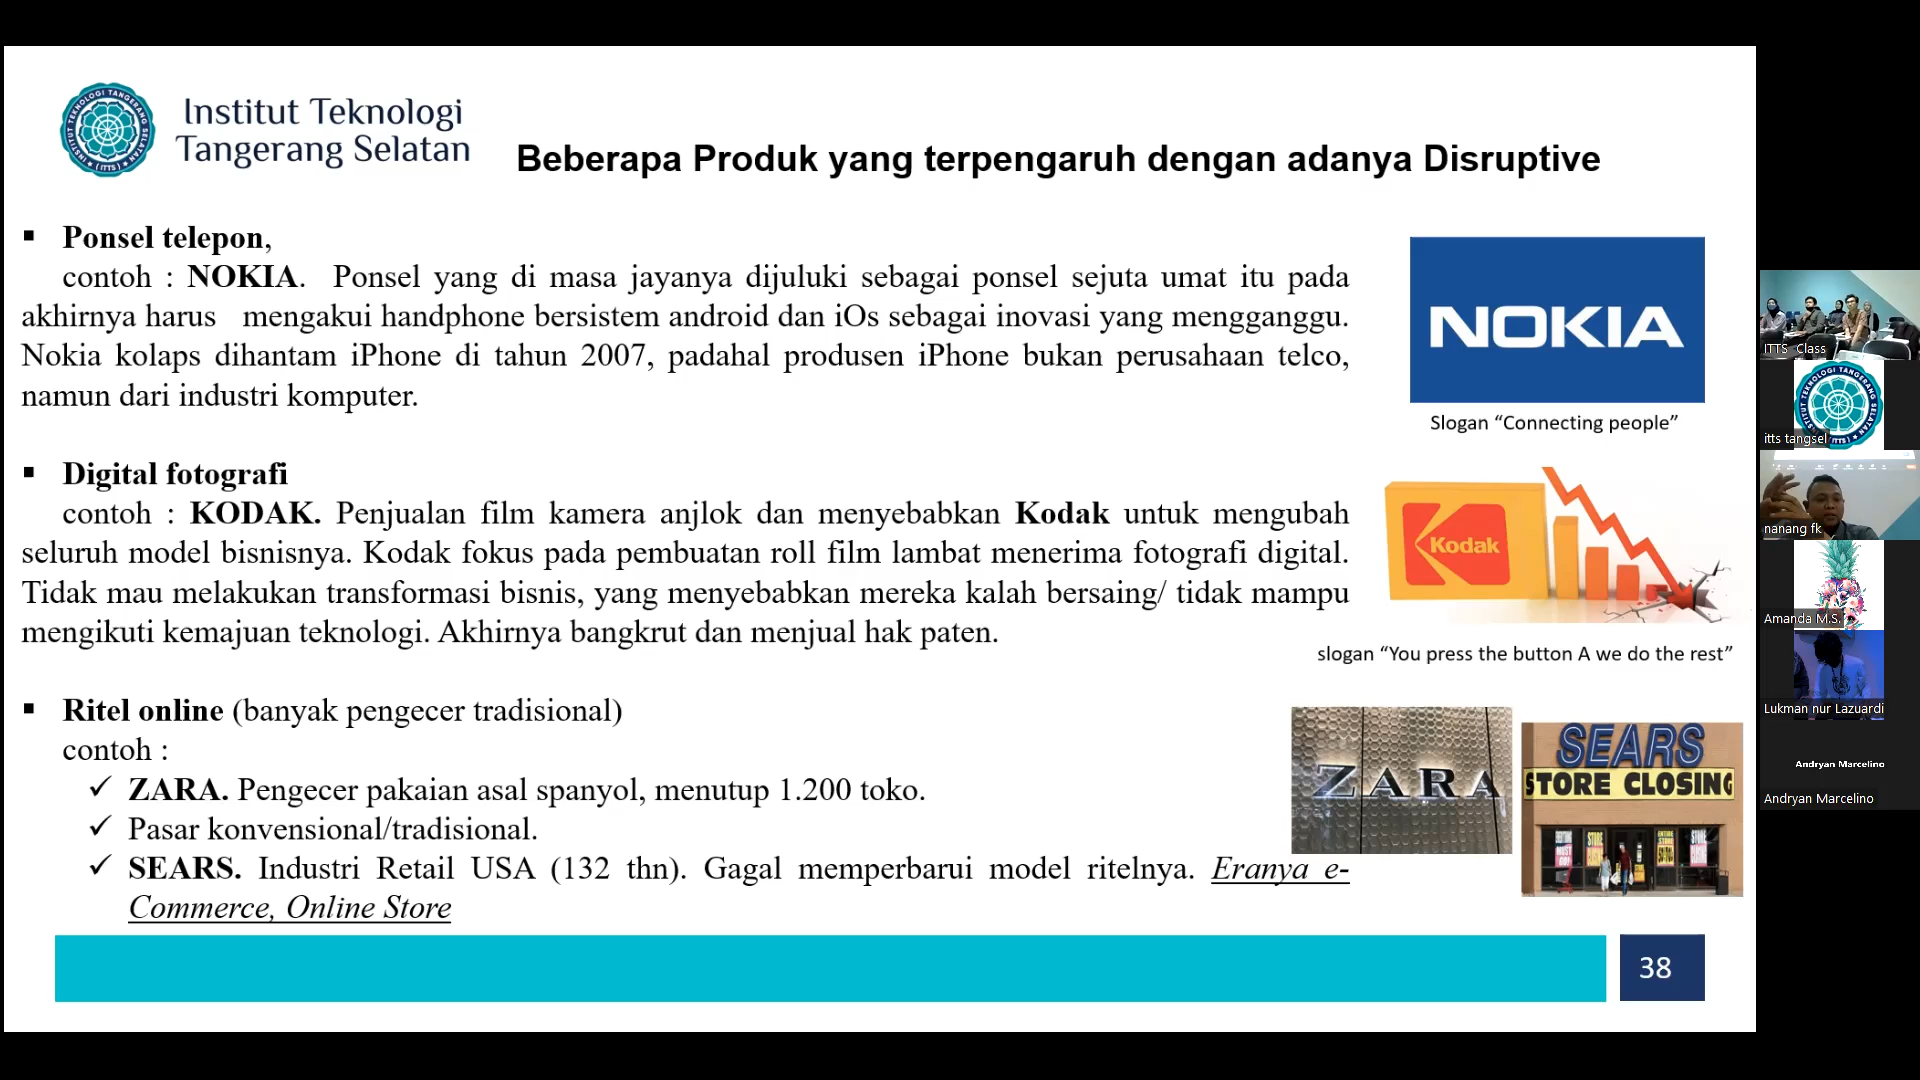 Institut Teknologi
Tangerang Selatan
Beberapa Produk yang terpengaruh dengan adanya Disruptive
▪ Ponsel telepon,
contoh : NOKIA. Ponsel yang di masa jayanya dijuluki sebagai ponsel sejuta umat itu pada
akhirnya harus mengakui handphone bersistem android dan iOs sebagai inovasi yang mengganggu.
Nokia kolaps dihantam iPhone di tahun 2007, padahal produsen iPhone bukan perusahaan telco,
namun dari industri komputer.
NOKIA
Slogan “Connecting people”
▪ Digital fotografi
contoh : KODAK. Penjualan film kamera anjlok dan menyebabkan Kodak untuk mengubah
seluruh model bisnisnya. Kodak fokus pada pembuatan roll film lambat menerima fotografi digital.
Tidak mau melakukan transformasi bisnis, yang menyebabkan mereka kalah bersaing/ tidak mampu
mengikuti kemajuan teknologi. Akhirnya bangkrut dan menjual hak paten.
Kodak
slogan “You press the button A we do the rest”
▪ Ritel online (banyak pengecer tradisional)
contoh :
✓ ZARA. Pengecer pakaian asal spanyol, menutup 1.200 toko.
✓ Pasar konvensional/tradisional.
✓ SEARS. Industri Retail USA (132 thn). Gagal memperbarui model ritelnya. Eranya e-
Commerce, Online Store
ZARA
SEARS
STORE CLOSING
38
ITTS Class
INSTITUT TEKNOLOGI TANGERANG SELATAN
(ITTS)
itts tangsel
nanang fk
Amanda M.S.
Lukman nur Lazuardi
Andryan Marcelino
Andryan Marcelino